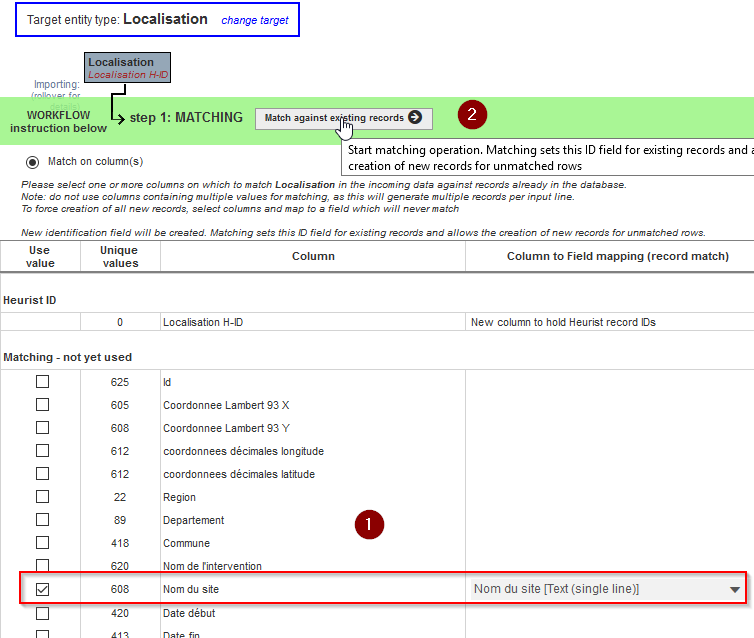 Target entity type: Localisation change target
Localisation
Localisation H-ID
Importing:
(rollover for
details)
WORKFLOW
instruction below
step 1: MATCHING
Match against existing records
2
Start matching operation. Matching sets this ID field for existing records and a
creation of new records for unmatched rows
Match on column(s)
Please select one or more columns on which to match Localisation in the incoming data against records already in the database.
Note: do not use columns containing multiple values for matching, as this will generate multiple records per input line.
To force creation of all new records, select columns and map to a field which will never match
New identification field will be created. Matching sets this ID field for existing records and allows the creation of new records for unmatched rows.
Use value Unique values Column Column to Field mapping (record match)
Heurist ID
0 Localisation H-ID New column to hold Heurist record IDs
Matching - not yet used
625 Id
605 Coordonnee Lambert 93 X
608 Coordonnee Lambert 93 Y
612 coordonnées décimales longitude
612 coordonnees décimales latitude
22 Region
89 Departement
1
418 Commune
620 Nom de l'intervention
608 Nom du site Nom du site [Text (single line)]
420 Date début
413 Date fin